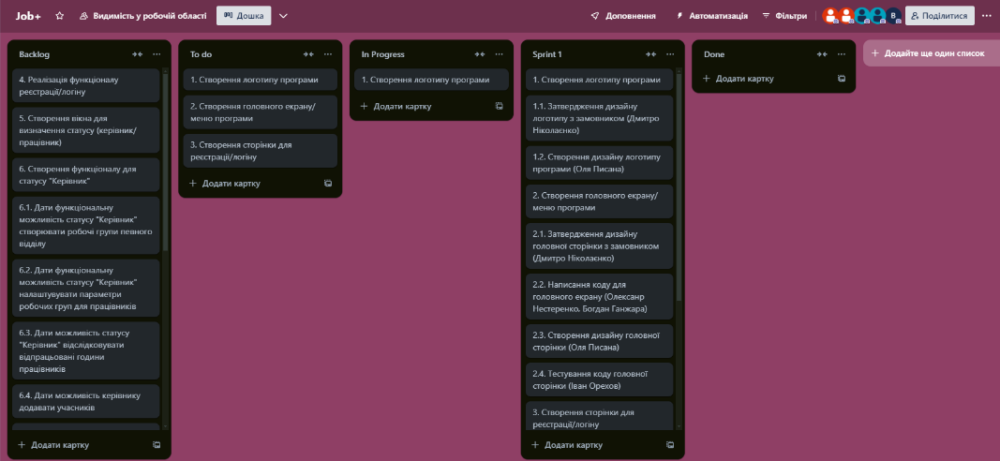 Job+
Видимість у робочій області
Дошка
Доповнення
Автоматизація
Фільтри
В
Поділитися
Backlog
4. Реалізація функціоналу
реєстрації/логіну
5. Створення вікна для
визначення статусу (керівник/
працівник)
6. Створення функціоналу для
статусу "Керівник"
6.1. Дати функціональну
можливість статусу "Керівник"
створювати робочі групи певного
відділу
6.2. Дати функціональну
можливість статусу "Керівник"
налаштувувати параметри
робочих груп для працівників
6.3. Дати можливість статусу
"Керівник" відслідковувати
відпрацьовані години
працівників
6.4. Дати можливість керівнику
додавати учасників
Додати картку
To do
1. Створення логотипу програми
2. Створення головного екрану/
меню програми
3. Створення сторінки для
реєстрації/логіну
Додати картку
In Progress
1. Створення логотипу програми
Додати картку
Sprint 1
1. Створення логотипу програми
1.1. Затвердження дизайну
логотипу з замовником (Дмитро
Ніколаєнко)
1.2. Створення дизайну логотипу
програми (Оля Писана)
2. Створення головного екрану/
меню програми
2.1. Затвердження дизайну
головної сторінки з замовником
(Дмитро Ніколаєнко)
2.2. Написання коду для
головного екрану (Олександр
Нестеренко, Богдан Ганжара)
2.3. Створення дизайну головної
сторінки (Оля Писана)
2.4. Тестування коду головної
сторінки (Іван Орехов)
3. Створення сторінки для
реєстрації/логіну
Додати картку
Done
Додати картку
Додайте ще один список